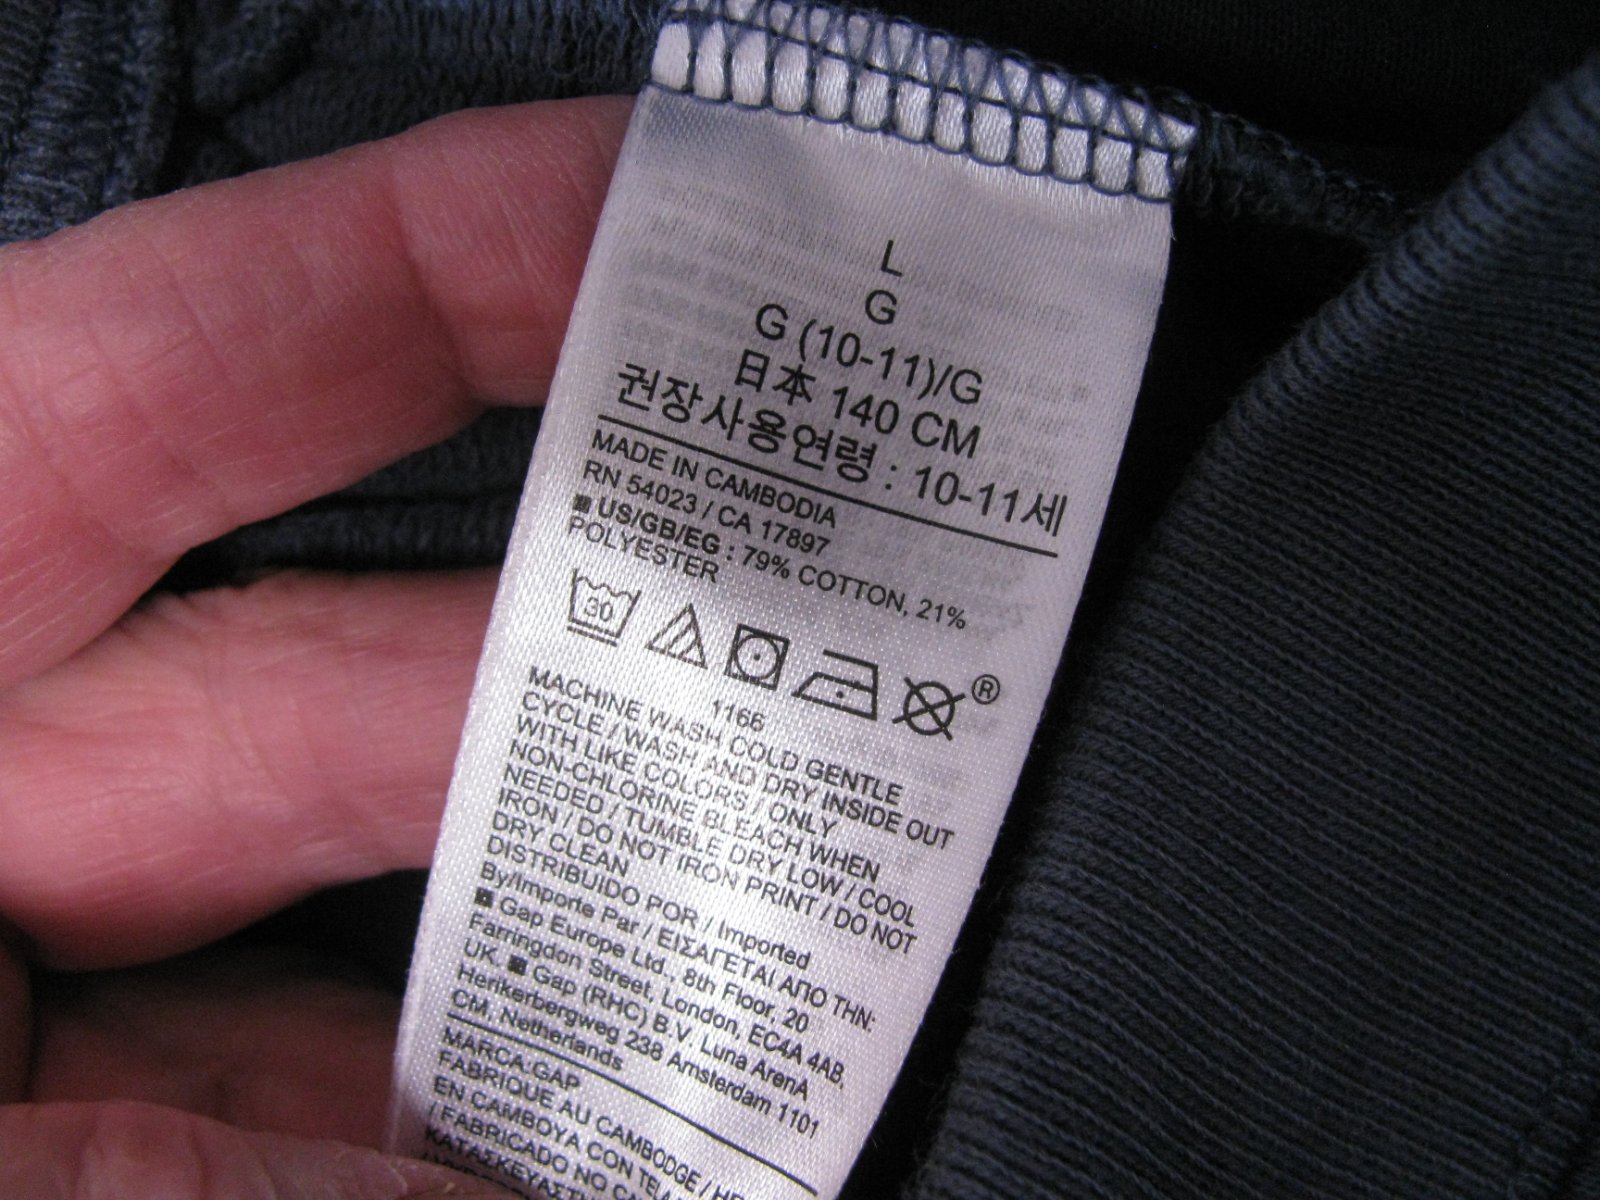 L
G
G (10-11)/G
日本 140 CM
권장사용연령 : 10-11세
MADE IN CAMBODIA
RN 54023 / CA 17897
■ US/GB/EG : 79% COTTON, 21%
POLYESTER
30
®
1166
MACHINE WASH COLD GENTLE
CYCLE / WASH AND DRY INSIDE OUT
WITH LIKE COLORS / ONLY
NON-CHLORINE BLEACH WHEN
NEEDED / TUMBLE DRY LOW / COOL
IRON / DO NOT IRON PRINT / DO NOT
DRY CLEAN
DISTRIBUIDO POR / Imported
By/Importe Par / ΕΙΣΑΓΕΤΑΙ ΑΠΟ ΤΗΝ:
■ Gap Europe Ltd., 8th Floor, 20
Farringdon Street, London, EC4A 4AB,
UK. ■ Gap (RHC) B.V. Luna ArenA
Herikerbergweg 238 Amsterdam 1101
CM, Netherlands
MARCA:GAP
FABRIQUE AU CAMBODGE /
EN CAMBOYA CON
/ FABRICADO NO